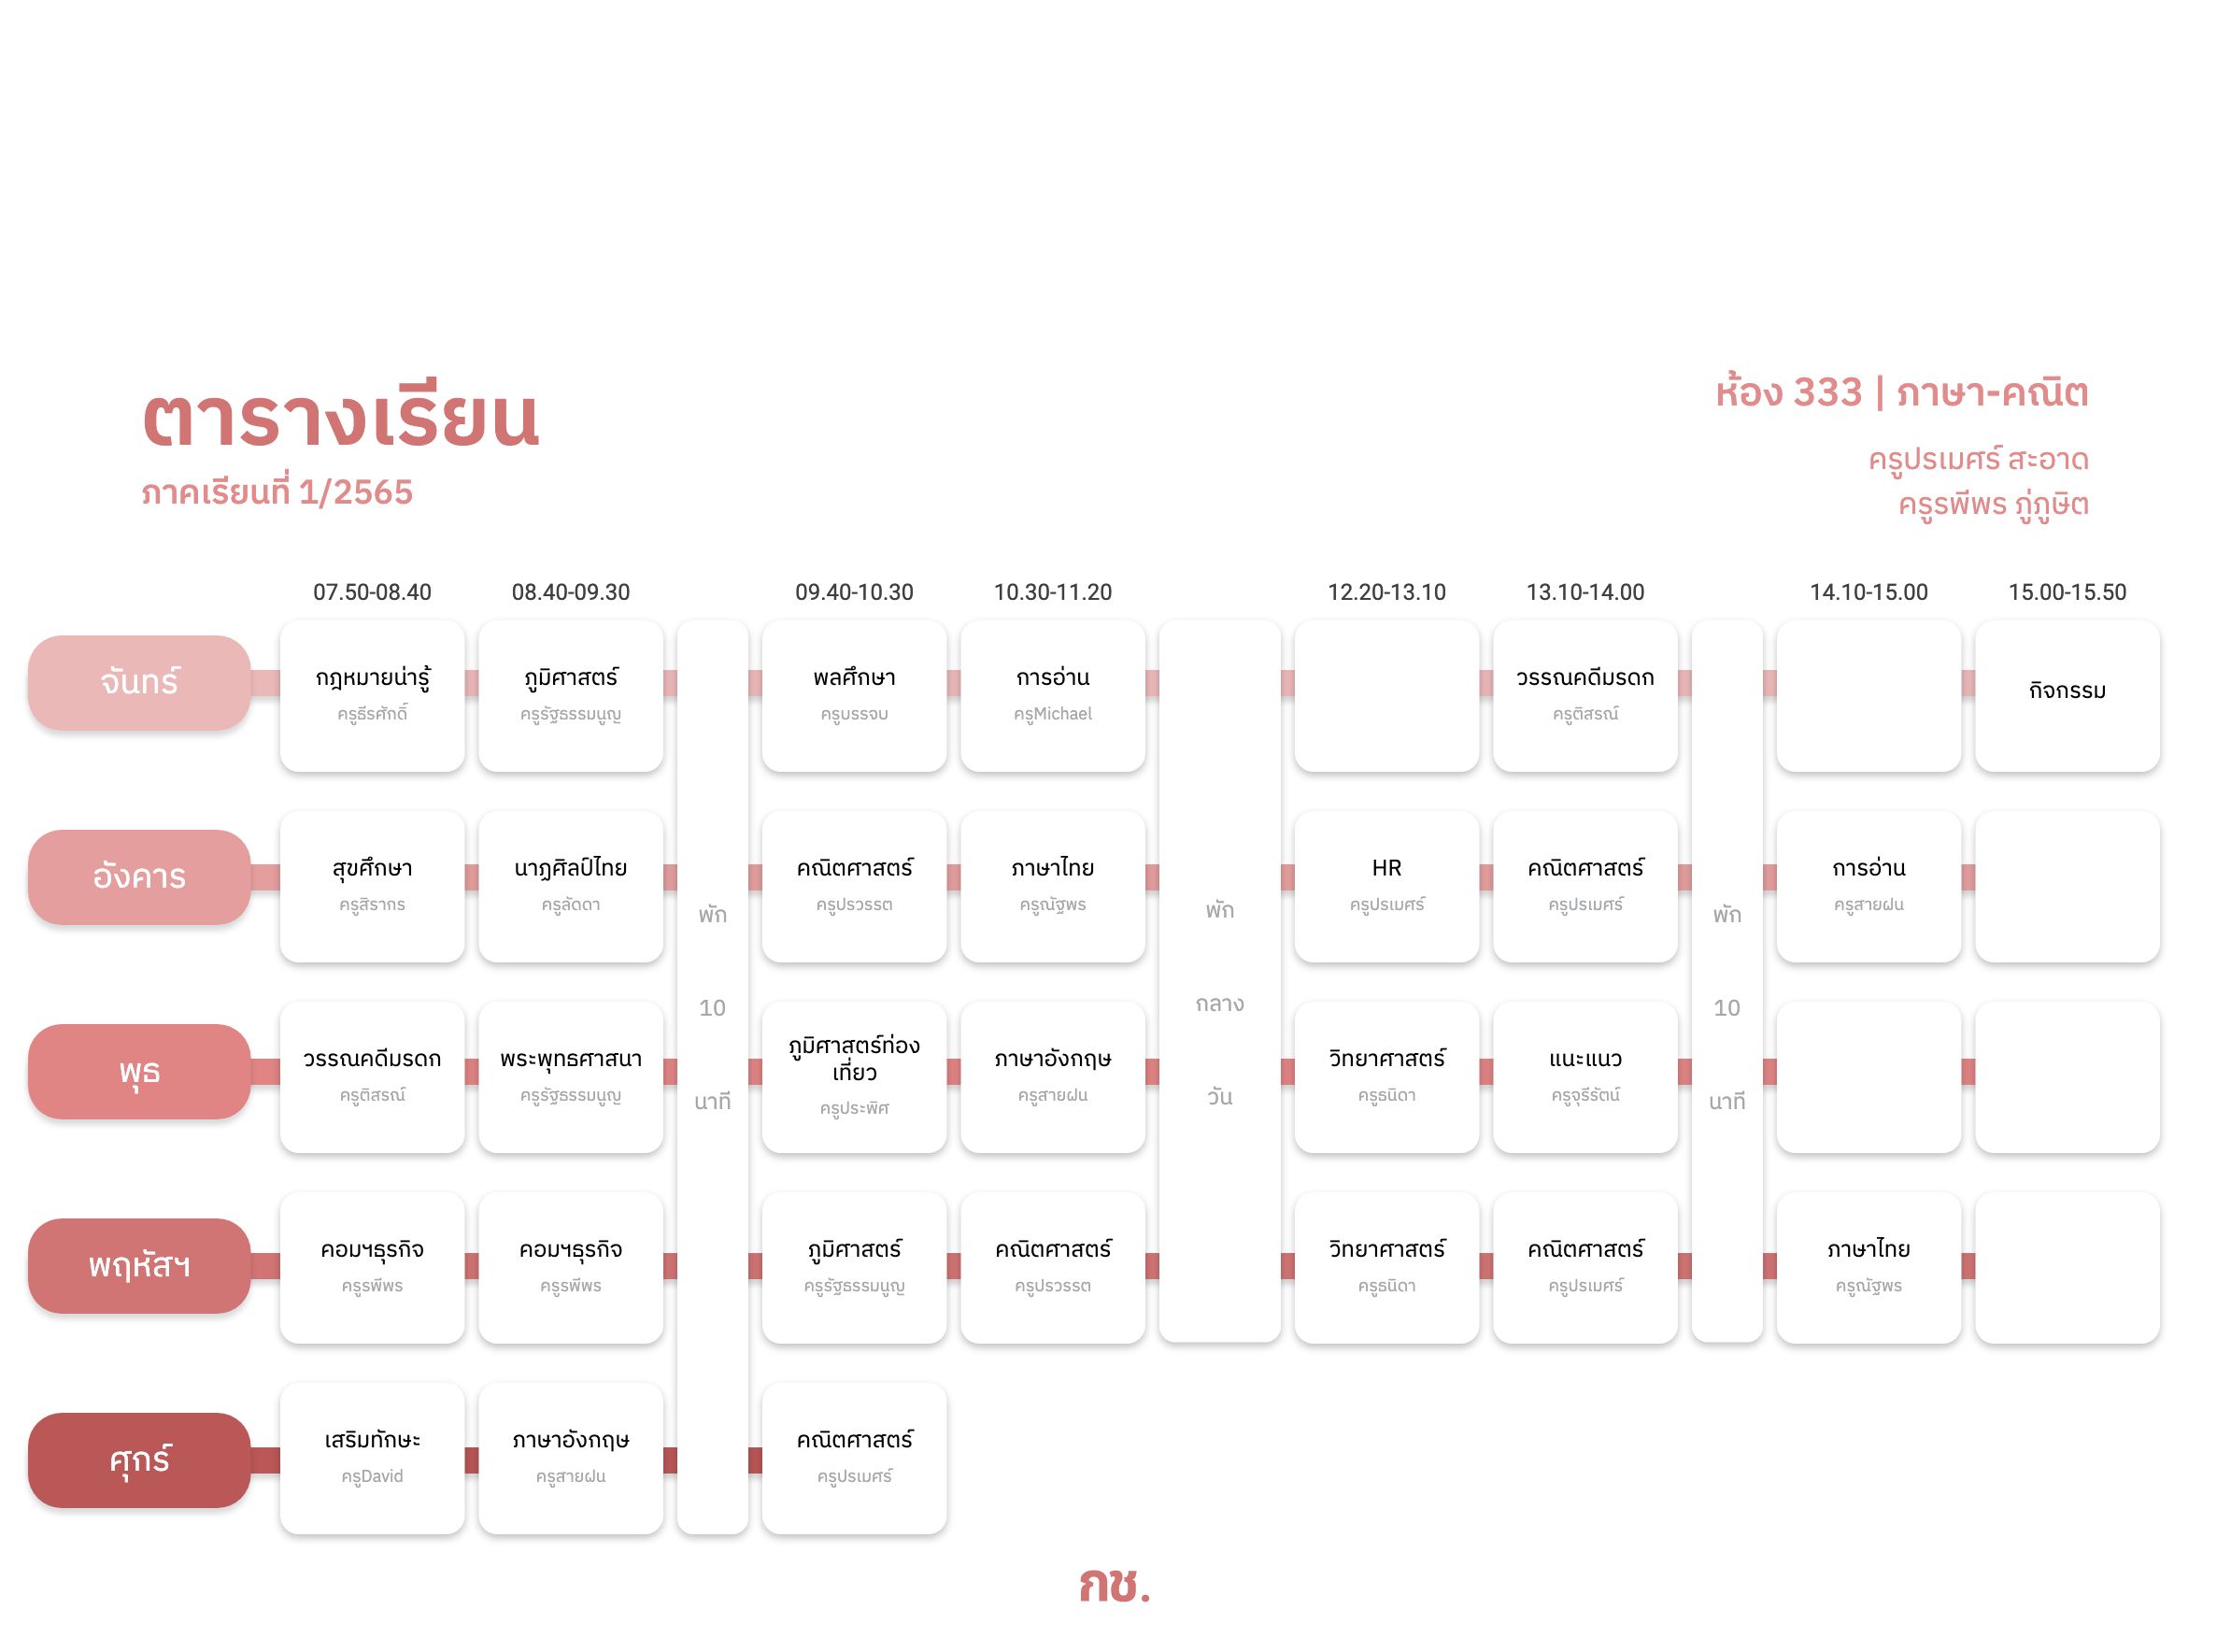 ตารางเรียน
ภาคเรียนที่ 1/2565
ห้อง 333 | ภาษา-คณิต
ครูปรเมศร์ สะอาด
ครูรพีพร ภู่ภูษิต
07.50-08.40 08.40-09.30 09.40-10.30 10.30-11.20 12.20-13.10 13.10-14.00 14.10-15.00 15.00-15.50
จันทร์
กฎหมายน่ารู้
ครูธีรศักดิ์
ภูมิศาสตร์
ครูรัฐธรรมนูญ
พลศึกษา
ครูบรรจบ
การอ่าน
ครูMichael
วรรณคดีมรดก
ครูติสรณ์
กิจกรรม
อังคาร
สุขศึกษา
ครูสิรากร
นาฏศิลป์ไทย
ครูลัดดา
คณิตศาสตร์
ครูปรวรรต
ภาษาไทย
ครูณัฐพร
HR
ครูปรเมศร์
คณิตศาสตร์
ครูปรเมศร์
การอ่าน
ครูสายฝน
พัก
10
นาที
พัก
กลาง
วัน
พัก
10
นาที
พุธ
วรรณคดีมรดก
ครูติสรณ์
พระพุทธศาสนา
ครูรัฐธรรมนูญ
ภูมิศาสตร์ท่อง
เที่ยว
ครูประพิศ
ภาษาอังกฤษ
ครูสายฝน
วิทยาศาสตร์
ครูธนิดา
แนะแนว
ครูจุรีรัตน์
พฤหัสฯ
คอมฯธุรกิจ
ครูรพีพร
คอมฯธุรกิจ
ครูรพีพร
ภูมิศาสตร์
ครูรัฐธรรมนูญ
คณิตศาสตร์
ครูปรวรรต
วิทยาศาสตร์
ครูธนิดา
คณิตศาสตร์
ครูปรเมศร์
ภาษาไทย
ครูณัฐพร
ศุกร์
เสริมทักษะ
ครูDavid
ภาษาอังกฤษ
ครูสายฝน
คณิตศาสตร์
ครูปรเมศร์
กช.